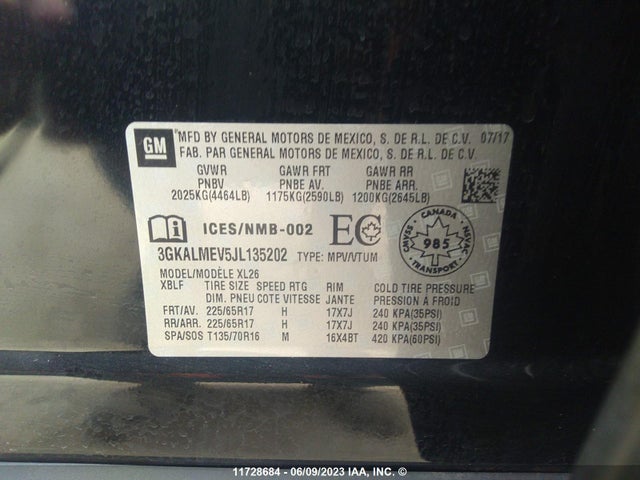 GM
MFD BY GENERAL MOTORS DE MEXICO, S. DE R.L. DE C.V. 07/17
FAB. PAR GENERAL MOTORS DE MEXICO, S. DE R.L. DE C.V.
GVWR GAWR FRT GAWR RR
PNBV PNBE AV. PNBE ARR.
2025KG(4464LB) 1175KG(2590LB) 1200KG(2645LB)
ICES/NMB-002 EC
CANADA
CMVSS 985 NSVAC
TRANSPORT
3GKALMEV5JL135202 TYPE: MPV/VTUM
MODEL/MODÈLE XL26
XBLF TIRE SIZE SPEED RTG RIM COLD TIRE PRESSURE
DIM. PNEU COTE VITESSE JANTE PRESSION A FROID
FRT/AV. 225/65R17 H 17X7J 240 KPA(35PSI)
RR/ARR. 225/65R17 H 17X7J 240 KPA(35PSI)
SPA/SOS T135/70R16 M 16X4BT 420 KPA(60PSI)
11728684 - 06/09/2023 IAA, INC. ©